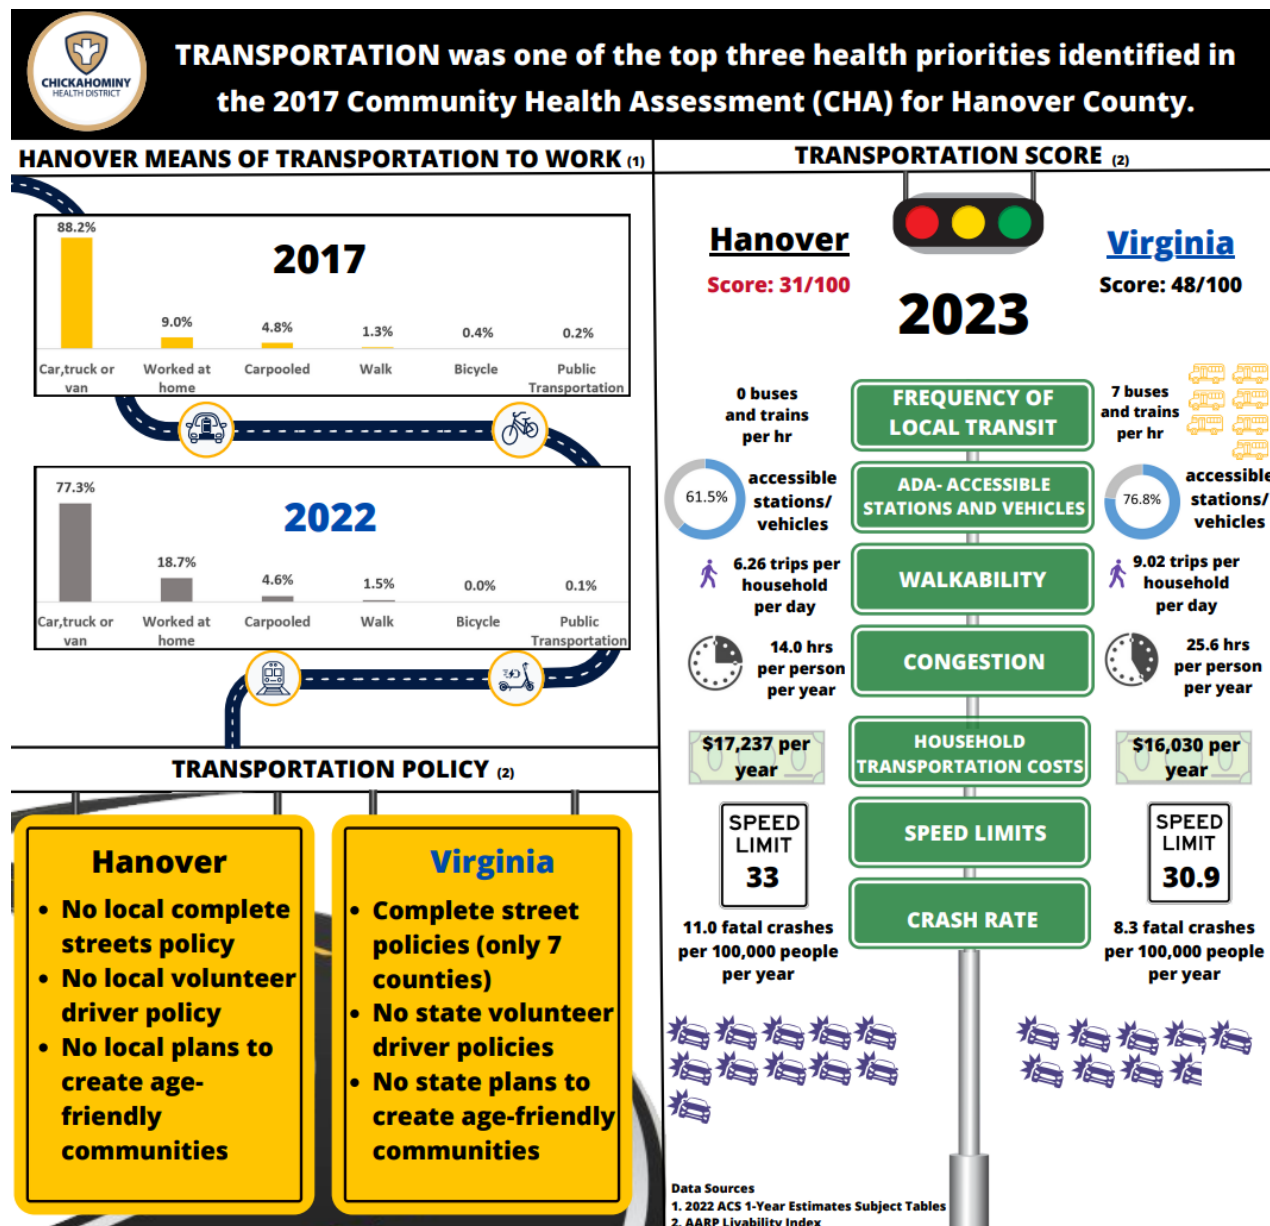 CHICKAHOMINY
HEALTH DISTRICT
TRANSPORTATION was one of the top three health priorities identified in
the 2017 Community Health Assessment (CHA) for Hanover County.
HANOVER MEANS OF TRANSPORTATION TO WORK (1)
2017
88.2%
9.0%
4.8%
1.3%
0.4%
0.2%
Car,truck or
van
Worked at
home
Carpooled
Walk
Bicycle
Public
Transportation
2022
77.3%
18.7%
4.6%
1.5%
0.0%
0.1%
Car,truck or
van
Worked at
home
Carpooled
Walk
Bicycle
Public
Transportation
TRANSPORTATION POLICY (2)
Hanover
• No local complete
streets policy
• No local volunteer
driver policy
• No local plans to
create age-
friendly
communities
Virginia
• Complete street
policies (only 7
counties)
• No state volunteer
driver policies
• No state plans to
create age-friendly
communities
TRANSPORTATION SCORE (2)
Hanover
Score: 31/100
2023
Virginia
Score: 48/100
0 buses
and trains
per hr
FREQUENCY OF
LOCAL TRANSIT
7 buses
and trains
per hr
61.5%
accessible
stations/
vehicles
ADA- ACCESSIBLE
STATIONS AND VEHICLES
76.8%
accessible
stations/
vehicles
6.26 trips per
household
per day
WALKABILITY
9.02 trips per
household
per day
14.0 hrs
per person
per year
CONGESTION
25.6 hrs
per person
per year
$17,237 per
year
HOUSEHOLD
TRANSPORTATION COSTS
$16,030 per
year
SPEED
LIMIT
33
SPEED LIMITS
SPEED
LIMIT
30.9
11.0 fatal crashes
per 100,000 people
per year
CRASH RATE
8.3 fatal crashes
per 100,000 people
per year
Data Sources
1. 2022 ACS 1-Year Estimates Subject Tables
2. AARP Livability Index